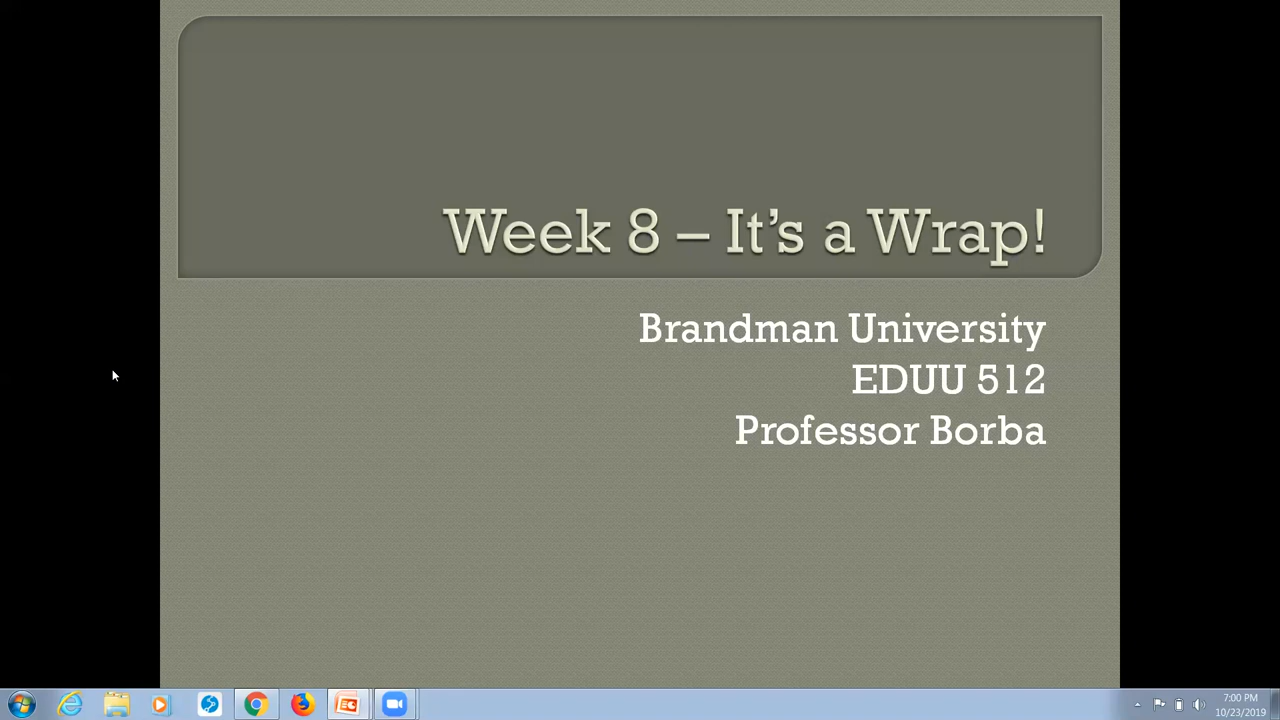 Week 8 – It's a Wrap!
Brandman University
EDUU 512
Professor Borba
7:00 PM
10/23/2019